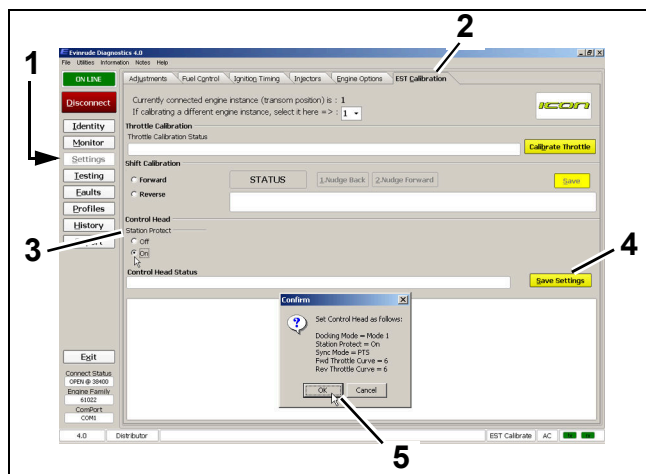 2
1
3
4
5
Evinrude Diagnostics 4.0
File Utilities Information Notes Help
ON LINE
Disconnect
Identity
Monitor
Settings
Testing
Faults
Profiles
History
Exit
Connect Status
OPEN @ 38400
Engine Family
61022
ComPort
COM1
Adjustments Fuel Control Ignition Timing Injectors Engine Options EST Calibration
Currently connected engine instance (transom position) is : 1
If calibrating a different engine instance, select it here = > : 1
ICON
Throttle Calibration
Throttle Calibration Status
Calibrate Throttle
Shift Calibration
Forward STATUS 1.Nudge Back 2.Nudge Forward Save
Reverse
Control Head
Station Protect
Off
On
Control Head Status
Save Settings
Confirm
Set Control Head as follows:
Docking Mode = Mode 1
Station Protect = On
Sync Mode = PTS
Fwd Throttle Curve = 6
Rev Throttle Curve = 6
OK Cancel
4.0 Distributor EST Calibrate AC